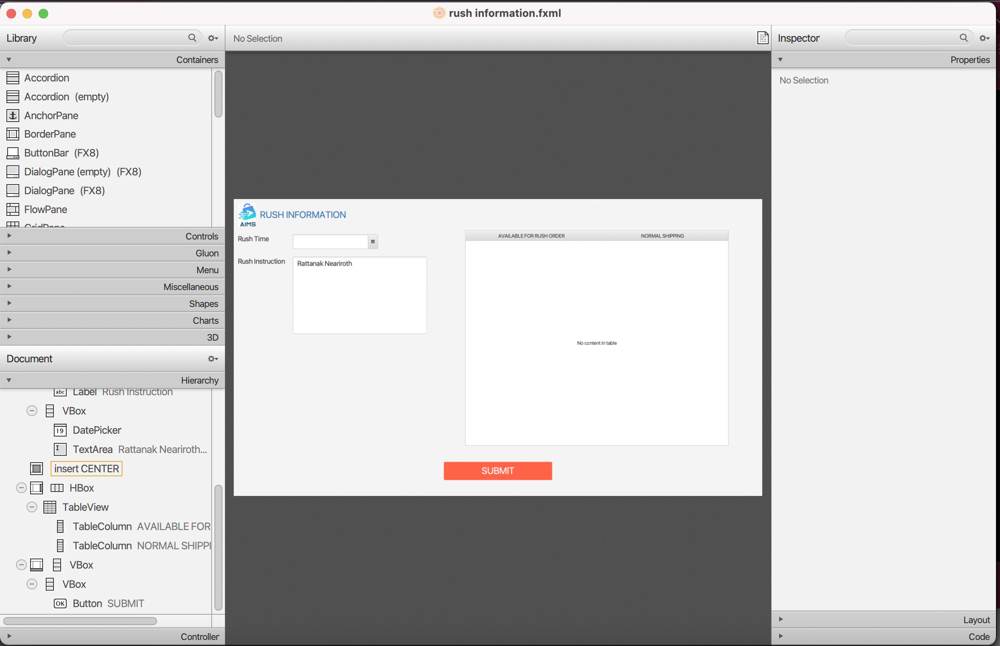 rush information.fxml
Library
No Selection
Inspector
Containers
Properties
Accordion
No Selection
Accordion (empty)
AnchorPane
BorderPane
ButtonBar (FX8)
DialogPane (empty) (FX8)
DialogPane (FX8)
FlowPane
GridPane
Controls
Gluon
Menu
Miscellaneous
Shapes
Charts
3D
Document
Hierarchy
abc Label Rush Instruction
VBox
19 DatePicker
TextArea Rattanak Neariroth...
insert CENTER
HBox
TableView
TableColumn AVAILABLE FOR
TableColumn NORMAL SHIPPI
VBox
VBox
OK Button SUBMIT
Controller
AIMS
RUSH INFORMATION
Rush Time
Rush Instruction
Rattanak Neariroth
AVAILABLE FOR RUSH ORDER
NORMAL SHIPPING
No content in table
SUBMIT
Layout
Code